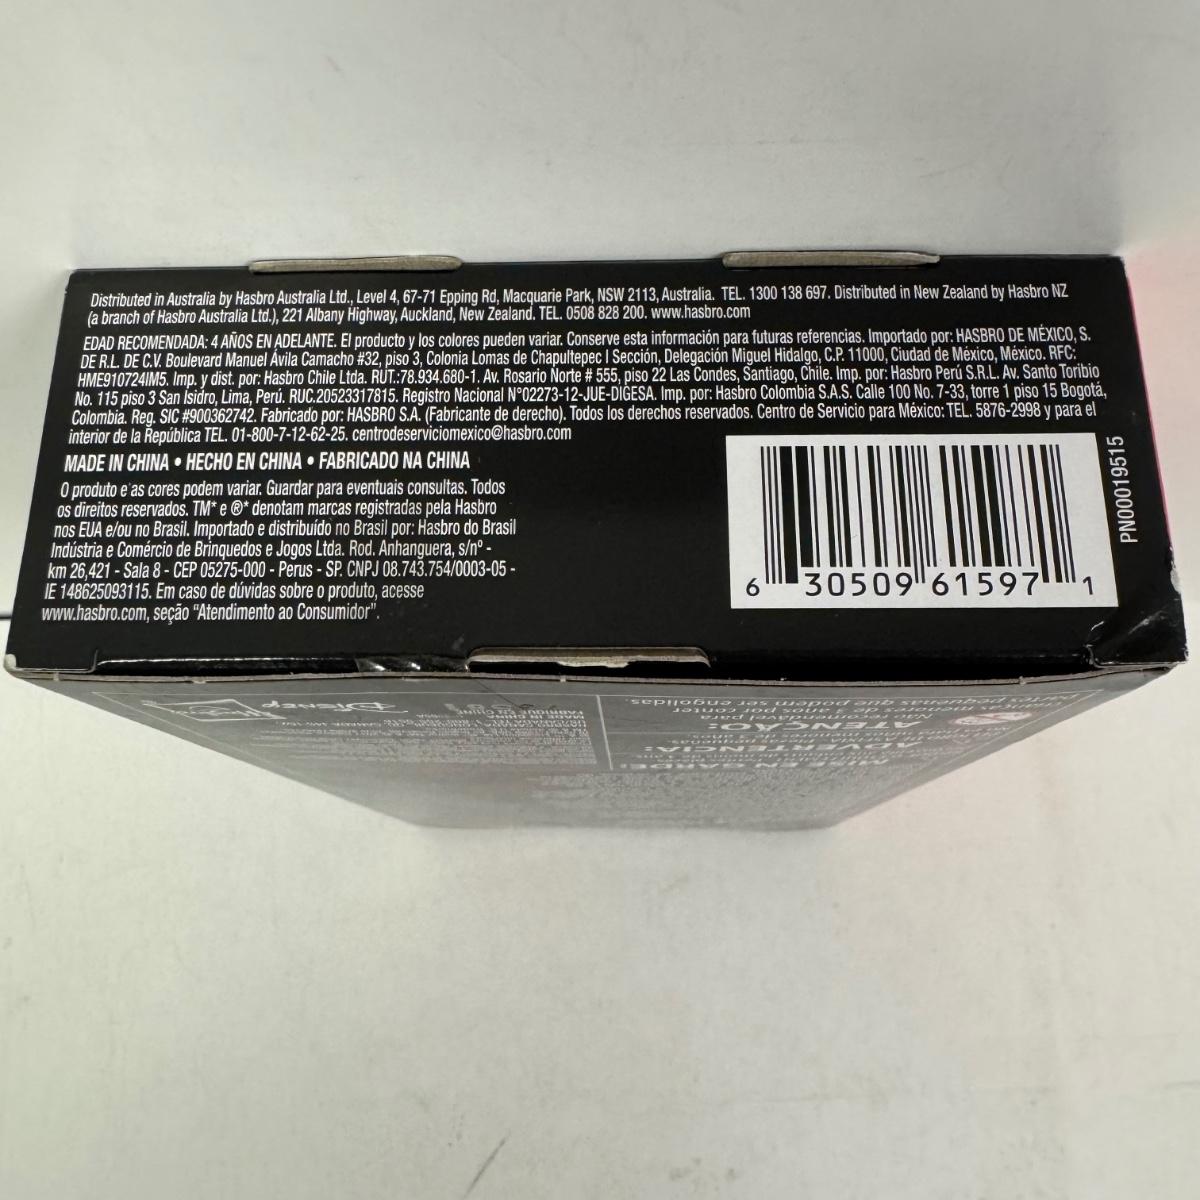 Distributed in Australia by Hasbro Australia Ltd., Level 4, 67-71 Epping Rd, Macquarie Park, NSW 2113, Australia. TEL. 1300 138 697. Distributed in New Zealand by Hasbro NZ
(a branch of Hasbro Australia Ltd.), 221 Albany Highway, Auckland, New Zealand. TEL. 0508 828 200. www.hasbro.com
EDAD RECOMENDADA: 4 AÑOS EN ADELANTE. El producto y los colores pueden variar. Conserve esta información para futuras referencias. Importado por: HASBRO DE MÉXICO, S.
DE R.L. DE C.V. Boulevard Manuel Ávila Camacho #32, piso 3, Colonia Lomas de Chapultepec I Sección, Delegación Miguel Hidalgo, C.P. 11000, Ciudad de México, México. RFC:
HME910724IM5. Imp. y dist. por: Hasbro Chile Ltda. RUT.:78.934.680-1. Av. Rosario Norte # 555, piso 22 Las Condes, Santiago, Chile. Imp. por: Hasbro Perú S.R.L. Av. Santo Toribio
No. 115 piso 3 San Isidro, Lima, Perú. RUC.20523317815. Registro Nacional N°02273-12-JUE-DIGESA. Imp. por: Hasbro Colombia S.A.S. Calle 100 No. 7-33, torre 1 piso 15 Bogotá,
Colombia. Reg. SIC #900362742. Fabricado por: HASBRO S.A. (Fabricante de derecho). Todos los derechos reservados. Centro de Servicio para México: TEL. 5876-2998 y para el
interior de la República TEL. 01-800-7-12-62-25. centrodeserviciomexico@hasbro.com
MADE IN CHINA • HECHO EN CHINA • FABRICADO NA CHINA
O produto e as cores podem variar. Guardar para eventuais consultas. Todos
os direitos reservados. TM* e ®* denotam marcas registradas pela Hasbro
nos EUA e/ou no Brasil. Importado e distribuído no Brasil por: Hasbro do Brasil
Indústria e Comércio de Brinquedos e Jogos Ltda. Rod. Anhanguera, s/nº -
km 26,421 - Sala 8 - CEP 05275-000 - Perus - SP. CNPJ 08.743.754/0003-05 -
IE 148625093115. Em caso de dúvidas sobre o produto, acesse
www.hasbro.com, seção "Atendimento ao Consumidor".
6 30509 61597 1
PN00019515
Disney
MADE IN CHINA
MISE EN GARDE:
ADVERTENCIA:
ATENÇÃO: